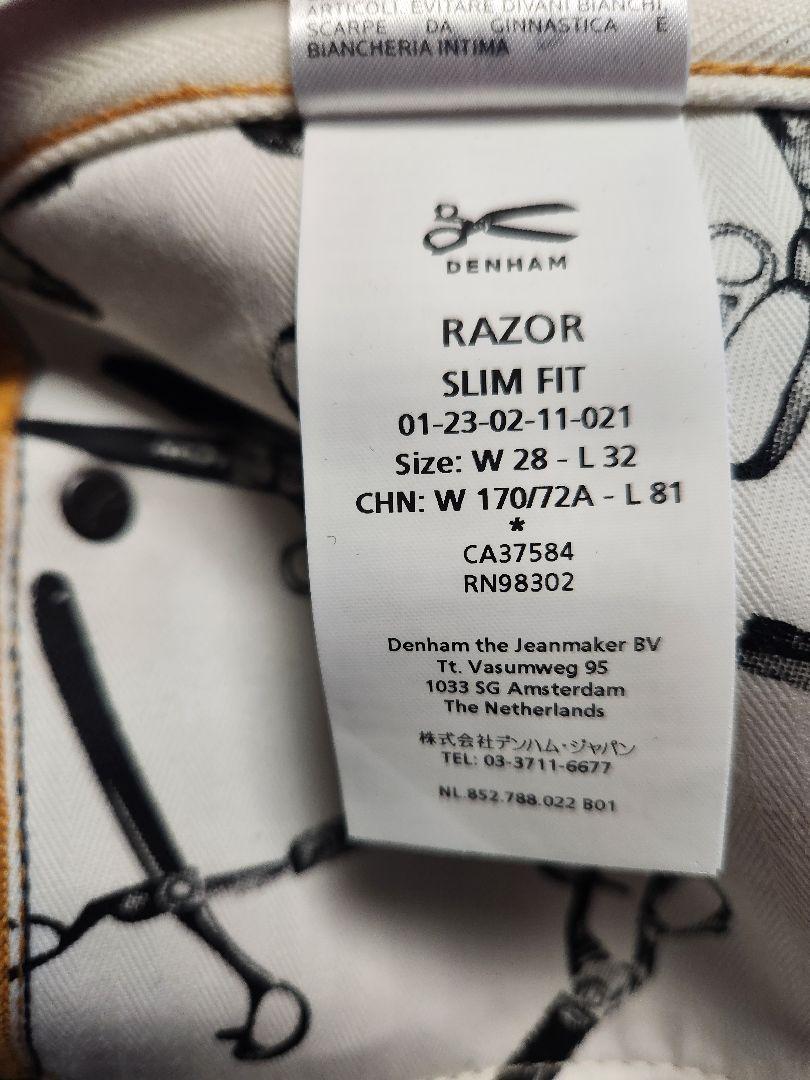 ARTICOLI. EVITARE DIVANI BIANCHI
SCARPE DA GINNASTICA E
BIANCHERIA INTIMA
DENHAM
RAZOR
SLIM FIT
01-23-02-11-021
Size: W 28 - L 32
CHN: W 170/72A - L 81
*
CA37584
RN98302
Denham the Jeanmaker BV
Tt. Vasumweg 95
1033 SG Amsterdam
The Netherlands
株式会社デンハム・ジャパン
TEL: 03-3711-6677
NL 852.788.022 B01